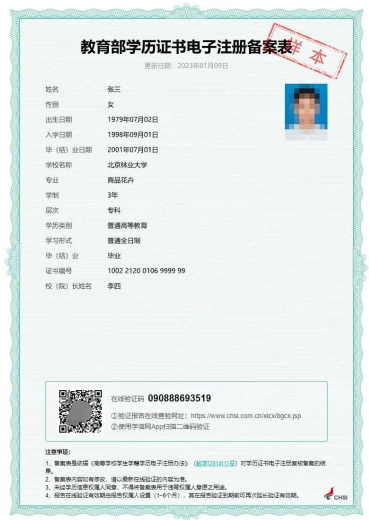 教育部学历证书电子注册备案表
样本
更新日期：2023年01月09日
姓名 张三
性别 女
出生日期 1979年07月02日
入学日期 1998年09月01日
毕（结）业日期 2001年07月01日
学校名称 北京林业大学
专业 商品花卉
学制 3年
层次 专科
学历类别 普通高等教育
学习形式 普通全日制
毕（结）业 毕业
证书编号 1002 2120 0106 9999 99
校（院）长姓名 李四
在线验证码 090888693519
①验证报告在线查验网址：https://www.chsi.com.cn/xlcx/bgcx.jsp
②使用学信网App扫描二维码验证
注意事项：
1、备案表是依据《高等学校学生学籍学历电子注册办法》（教学[2014]11号）对学历证书电子注册复核备案的结
果。
2、备案表内容如有修改，请以最新在线验证的内容为准。
3、未经学历信息权属人同意，不得将备案表用于违背权属人意愿之用途。
4、报告在线验证有效期由报告权属人设置（1~6个月），其在报告验证到期前可再次延长验证有效期。
CHSI